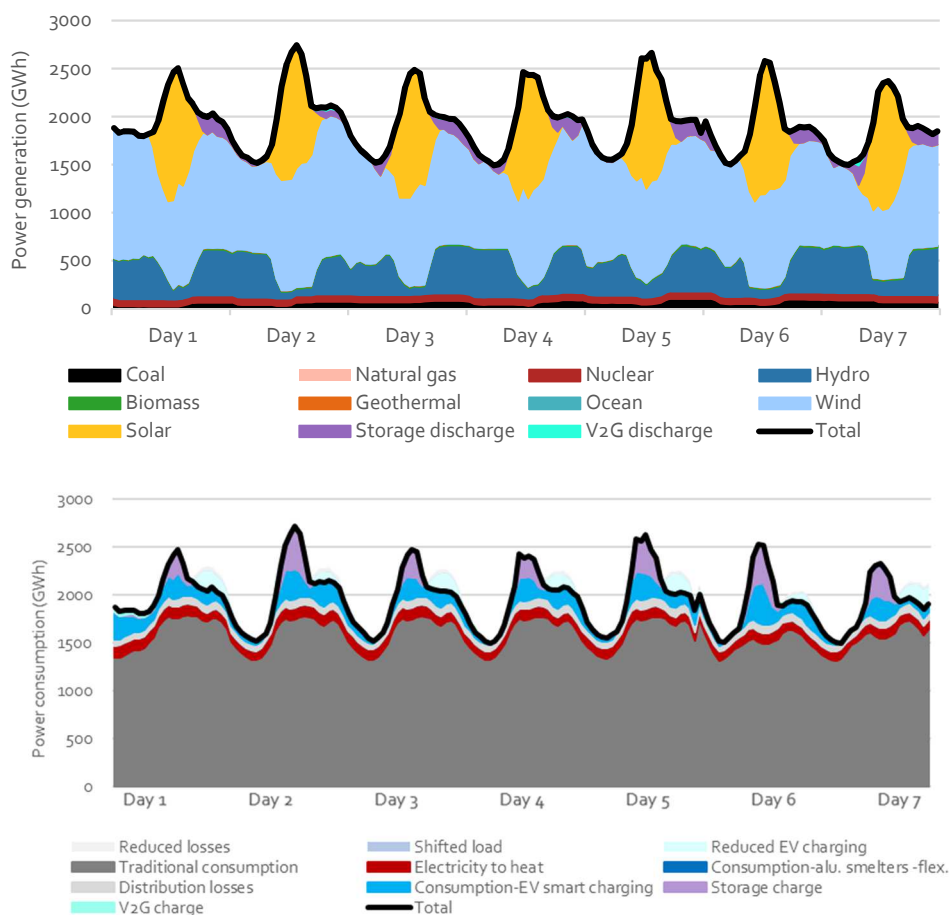 Power generation (GWh)
3000
2500
2000
1500
1000
500
0
Day 1 Day 2 Day 3 Day 4 Day 5 Day 6 Day 7
Coal Natural gas Nuclear Hydro
Biomass Geothermal Ocean Wind
Solar Storage discharge V2G discharge Total
Power consumption (GWh)
3000
2500
2000
1500
1000
500
0
Day 1 Day 2 Day 3 Day 4 Day 5 Day 6 Day 7
Reduced losses Shifted load Reduced EV charging
Traditional consumption Electricity to heat Consumption-alu. smelters -flex.
Distribution losses Consumption-EV smart charging Storage charge
V2G charge Total